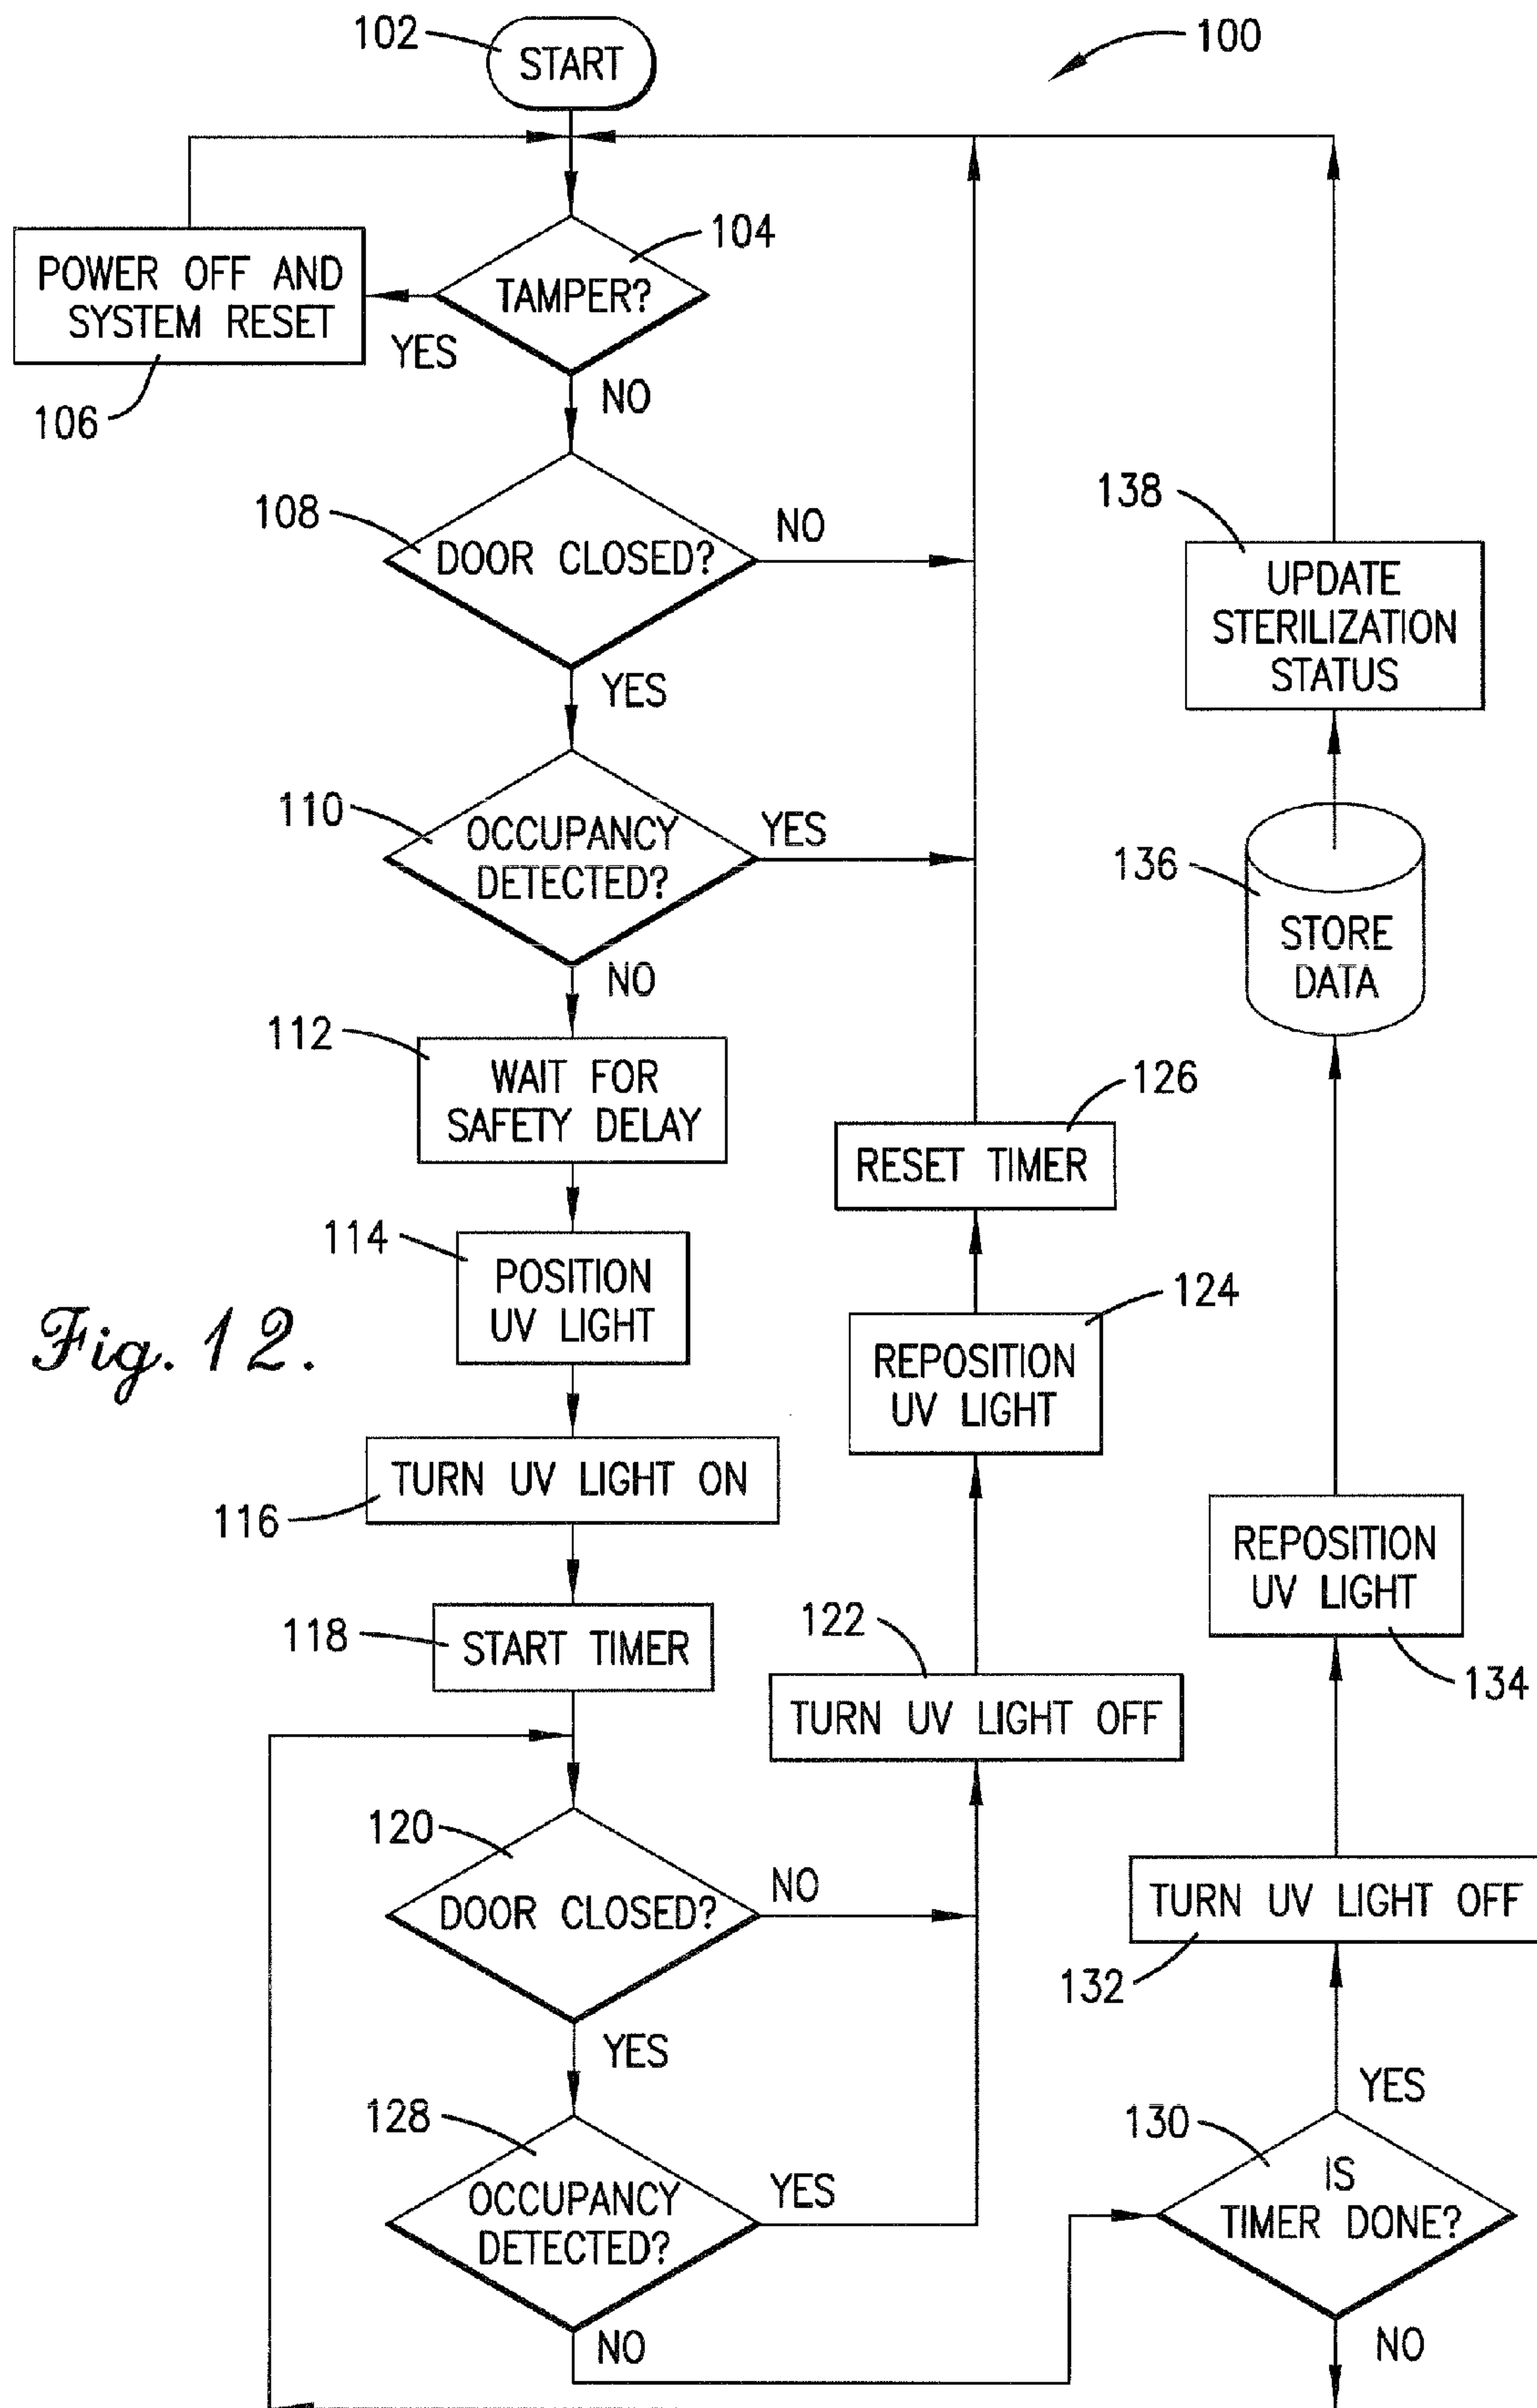 102
START
100
104
TAMPER?
POWER OFF AND
SYSTEM RESET
YES
106
NO
108
DOOR CLOSED?
NO
YES
110
OCCUPANCY
DETECTED?
YES
NO
112
WAIT FOR
SAFETY DELAY
114
POSITION
UV LIGHT
Fig. 12.
TURN UV LIGHT ON
116
118
START TIMER
120
DOOR CLOSED?
NO
YES
128
OCCUPANCY
DETECTED?
YES
NO
122
TURN UV LIGHT OFF
124
REPOSITION
UV LIGHT
126
RESET TIMER
130
IS
TIMER DONE?
YES
NO
132
TURN UV LIGHT OFF
REPOSITION
UV LIGHT
134
136
STORE
DATA
138
UPDATE
STERILIZATION
STATUS